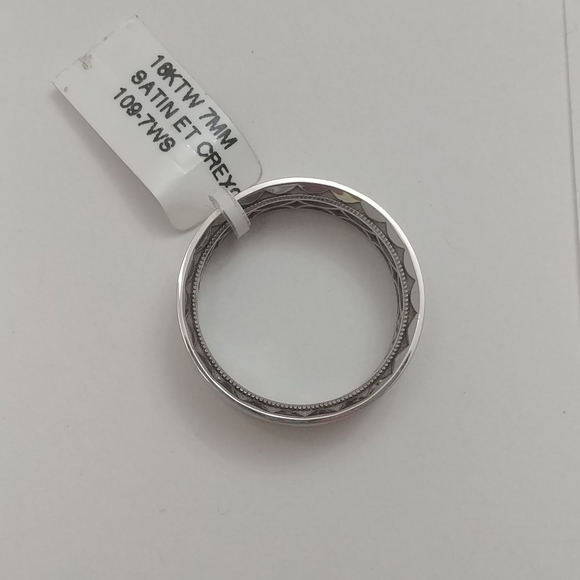 18KTW 7MM
SATIN ET CREX
109-7WS